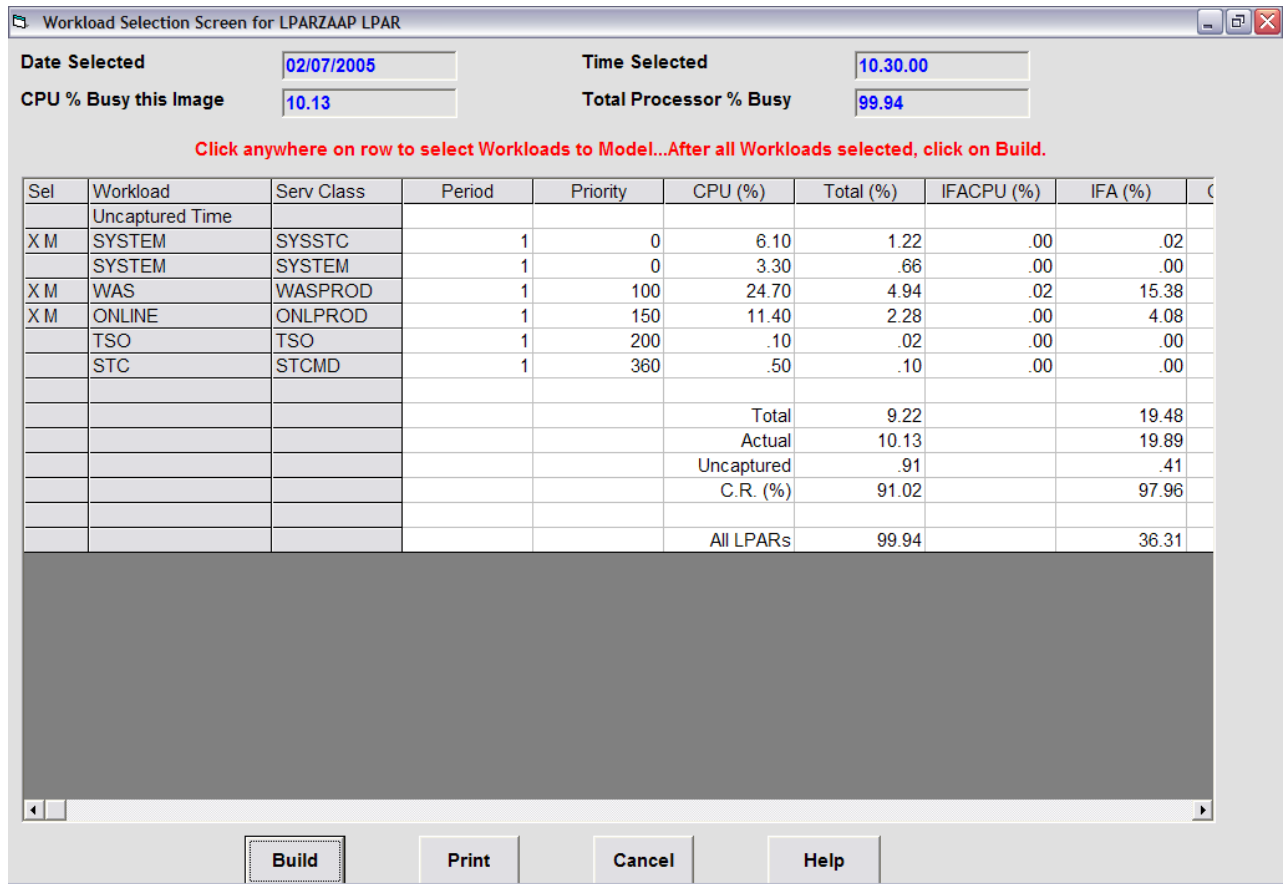 Workload Selection Screen for LPARZAAP LPAR
Date Selected 02/07/2005 Time Selected 10.30.00
CPU % Busy this Image 10.13 Total Processor % Busy 99.94
Click anywhere on row to select Workloads to Model...After all Workloads selected, click on Build.
Sel Workload Serv Class Period Priority CPU (%) Total (%) IFACPU (%) IFA (%)
Uncaptured Time
X M SYSTEM SYSSTC 1 0 6.10 1.22 .00 .02
SYSTEM SYSTEM 1 0 3.30 .66 .00 .00
X M WAS WASPROD 1 100 24.70 4.94 .02 15.38
X M ONLINE ONLPROD 1 150 11.40 2.28 .00 4.08
TSO TSO 1 200 .10 .02 .00 .00
STC STCMD 1 360 .50 .10 .00 .00
Total 9.22 19.48
Actual 10.13 19.89
Uncaptured .91 .41
C.R. (%) 91.02 97.96
All LPARs 99.94 36.31
Build Print Cancel Help